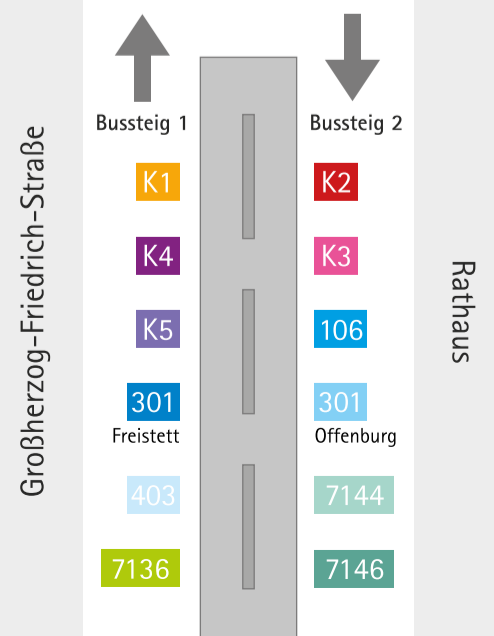 Großherzog-Friedrich-Straße
Bussteig 1
K1
K4
K5
301
Freistett
403
7136
Bussteig 2
K2
K3
106
301
Offenburg
7144
7146
Rathaus